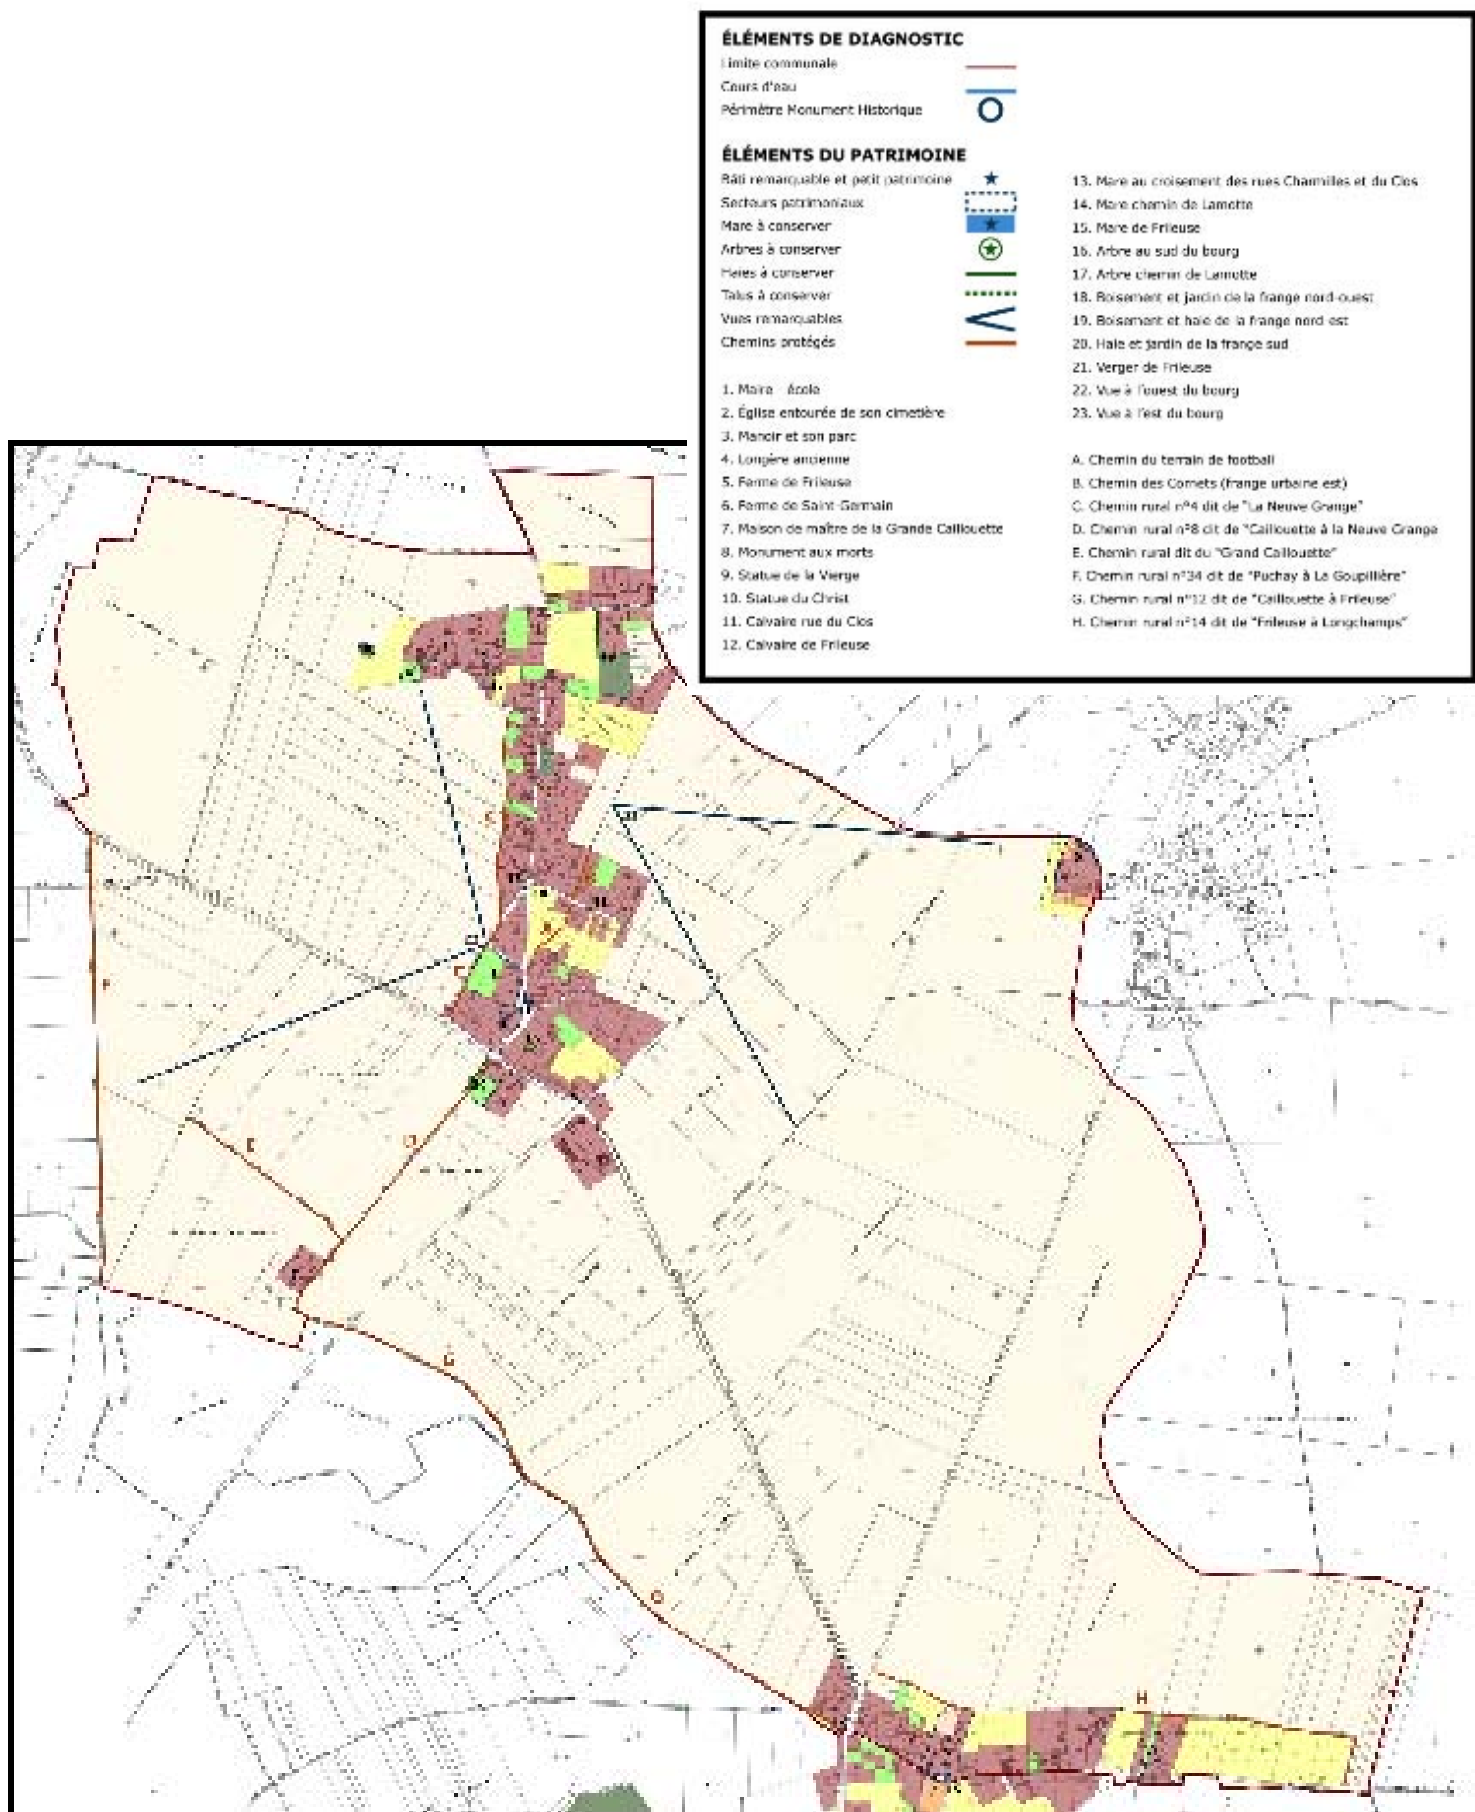 ÉLÉMENTS DE DIAGNOSTIC
Limite communale
Cours d'eau
Périmètre Monument Historique
ÉLÉMENTS DU PATRIMOINE
Bâti remarquable et petit patrimoine
Secteurs patrimoniaux
Mare à conserver
Arbres à conserver
Haies à conserver
Talus à conserver
Vues remarquables
Chemins protégés
1. Maire - école
2. Église entourée de son cimetière
3. Manoir et son parc
4. Longère ancienne
5. Ferme de Frileuse
6. Ferme de Saint-Germain
7. Maison de maître de la Grande Caillouette
8. Monument aux morts
9. Statue de la Vierge
10. Statue du Christ
11. Calvaire rue du Clos
12. Calvaire de Frileuse
13. Mare au croisement des rues Charmilles et du Clos
14. Mare chemin de Lamotte
15. Mare de Frileuse
16. Arbre au sud du bourg
17. Arbre chemin de Lamotte
18. Boisement et jardin de la frange nord-ouest
19. Boisement et haie de la frange nord-est
20. Haie et jardin de la frange sud
21. Verger de Frileuse
22. Vue à l'ouest du bourg
23. Vue à l'est du bourg
A. Chemin du terrain de football
B. Chemin des Cornets (frange urbaine est)
C. Chemin rural n°4 dit de "La Neuve Grange"
D. Chemin rural n°8 dit de "Caillouette à la Neuve Grange
E. Chemin rural dit du "Grand Caillouette"
F. Chemin rural n°34 dit de "Puchay à La Goupillière"
G. Chemin rural n°12 dit de "Caillouette à Frileuse"
H. Chemin rural n°14 dit de "Frileuse à Longchamps"
C
C
F
E
D
G
G
H